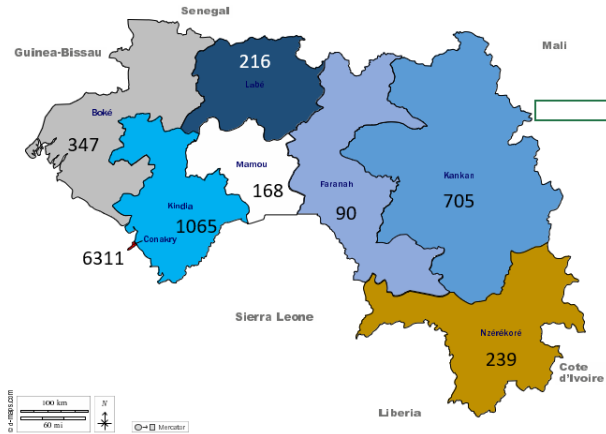 Senegal
Guinea-Bissau
Mali
216
Labé
Boké
347
Mamou
168
Faranah
90
Kankan
705
Kindia
1065
Conakry
6311
Sierra Leone
Nzérékoré
239
Cote
d'Ivoire
Liberia
100 km
60 mi
N
Mercator
© d-maps.com